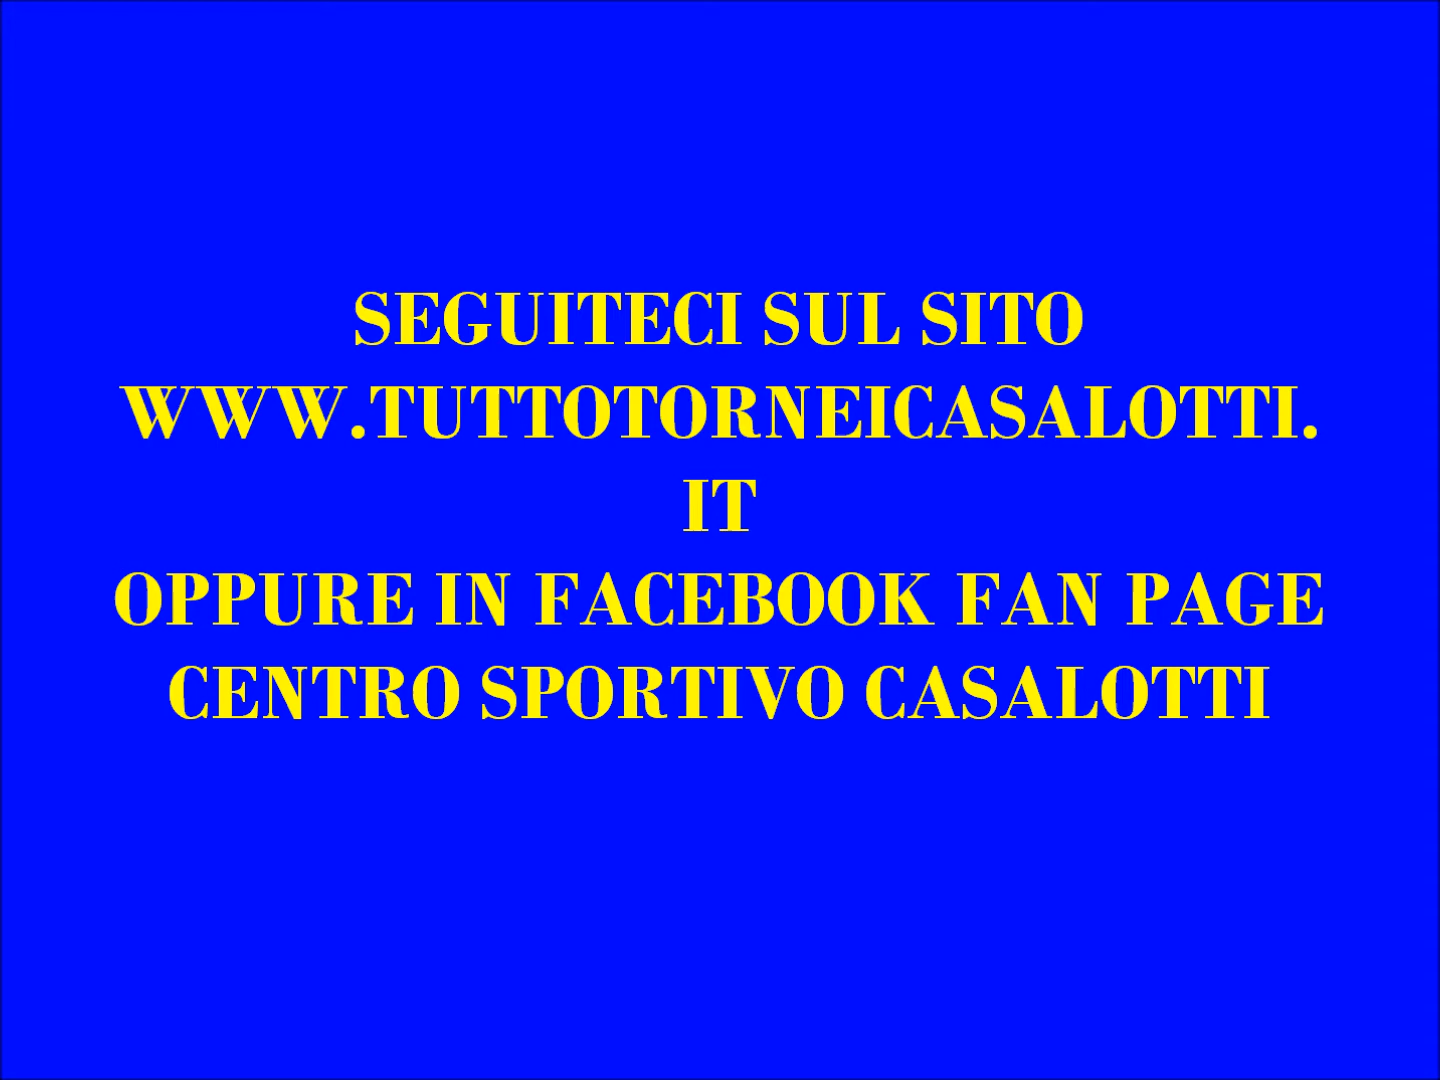 SEGUITECI SUL SITO
WWW.TUTTOTORNEICASALOTTI.
IT
OPPURE IN FACEBOOK FAN PAGE
CENTRO SPORTIVO CASALOTTI